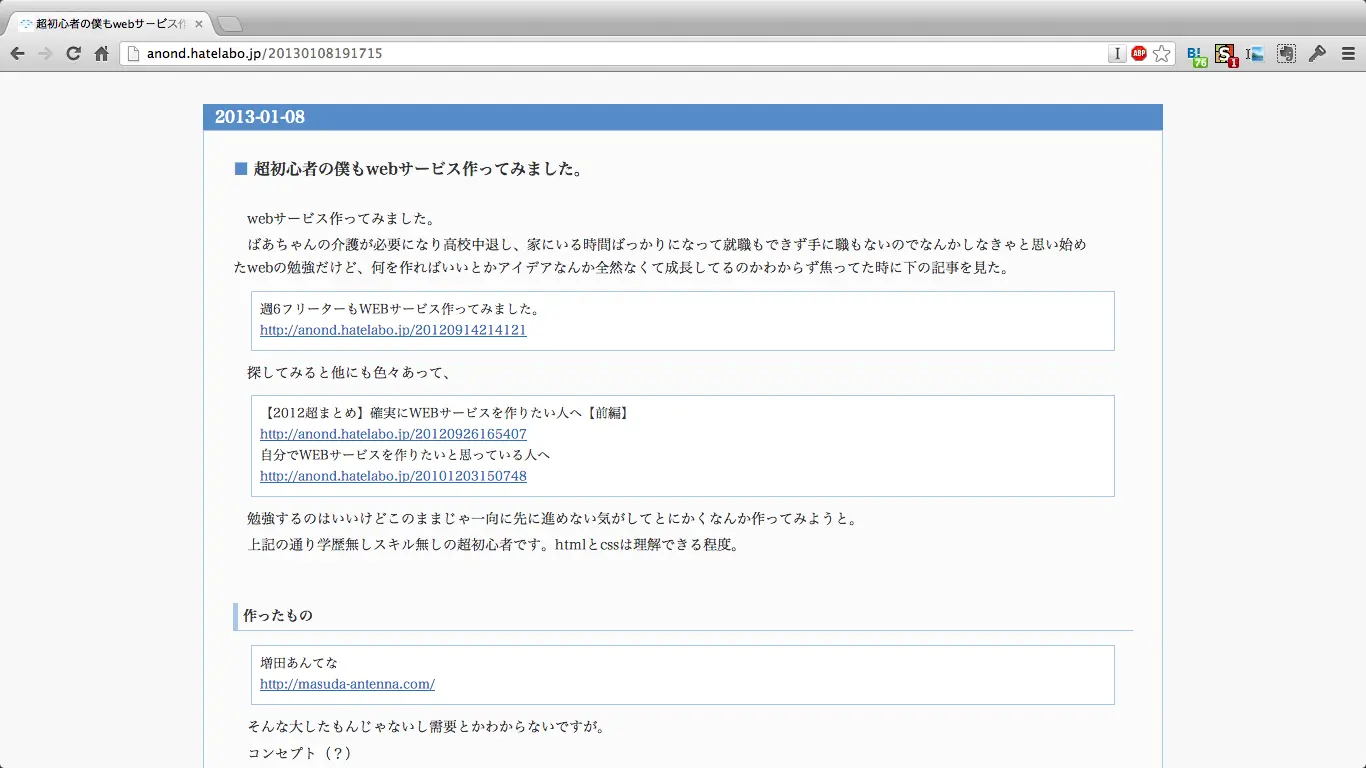 超初心者の僕もwebサービス作
anond.hatelabo.jp/20130108191715
ABP
B!
76
S
1
2013-01-08
超初心者の僕もwebサービス作ってみました。
webサービス作ってみました。
ばあちゃんの介護が必要になり高校中退し、家にいる時間ばっかりになって就職もできず手に職もないのでなんかしなきゃと思い始め
たwebの勉強だけど、何を作ればいいとかアイデアなんか全然なくて成長してるのかわからず焦ってた時に下の記事を見た。
週6フリーターもWEBサービス作ってみました。
http://anond.hatelabo.jp/20120914214121
探してみると他にも色々あって、
【2012超まとめ】確実にWEBサービスを作りたい人へ【前編】
http://anond.hatelabo.jp/20120926165407
自分でWEBサービスを作りたいと思っている人へ
http://anond.hatelabo.jp/20101203150748
勉強するのはいいけどこのままじゃ一向に先に進めない気がしてとにかくなんか作ってみようと。
上記の通り学歴無しスキル無しの超初心者です。htmlとcssは理解できる程度。
作ったもの
増田あんてな
http://masuda-antenna.com/
そんな大したもんじゃないし需要とかわからないですが。
コンセプト（？）